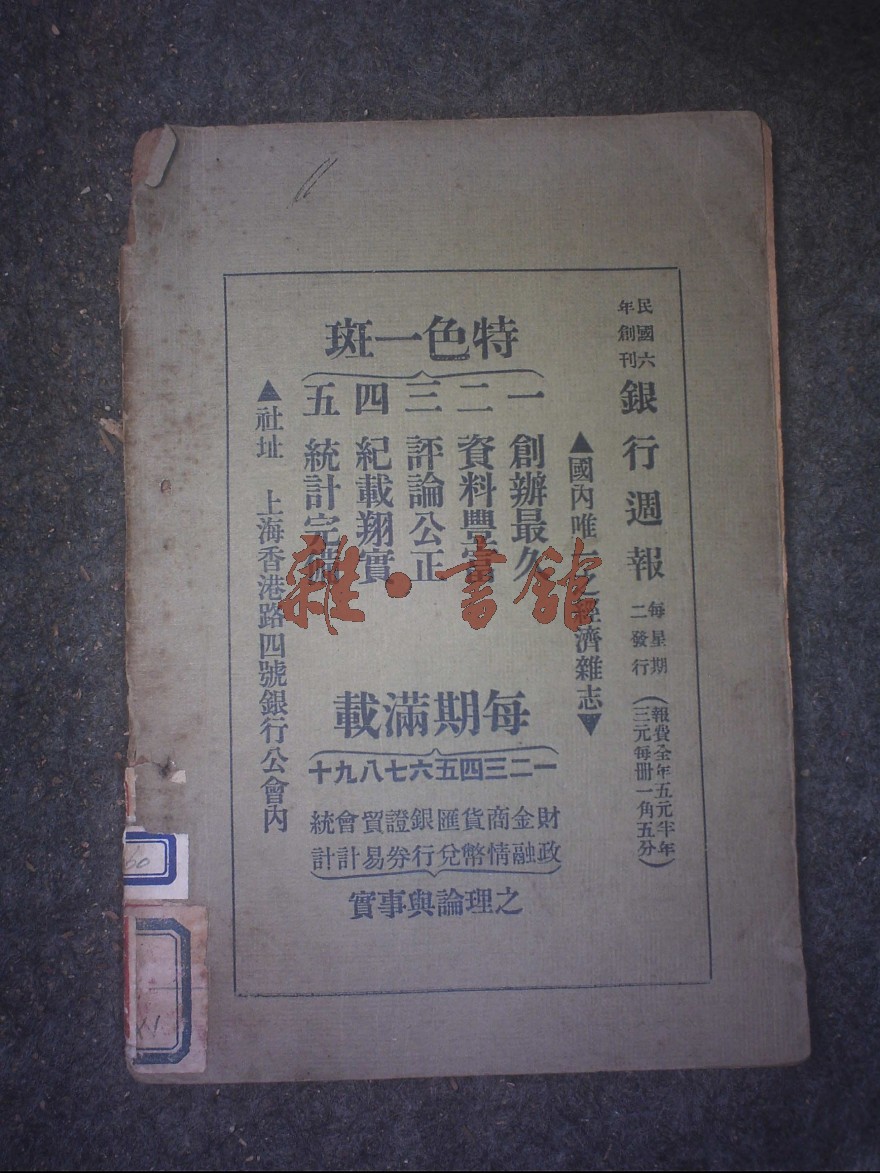 民國六年創刊
銀行週報
每星期二發行
(報費全年五元半年三元每冊一角五分)
▲國內唯一之經濟雜志▼
特色一斑
一 創辦最久
二 資料豐富
三 評論公正
四 紀載翔實
五 統計完備
每期滿載
一 財政
二 金融
三 商情
四 貨幣
五 匯兌
六 銀行
七 證券
八 貿易
九 會計
十 統計
之理論與事實
▲社址 上海香港路四號銀行公會內
雜·書館
60